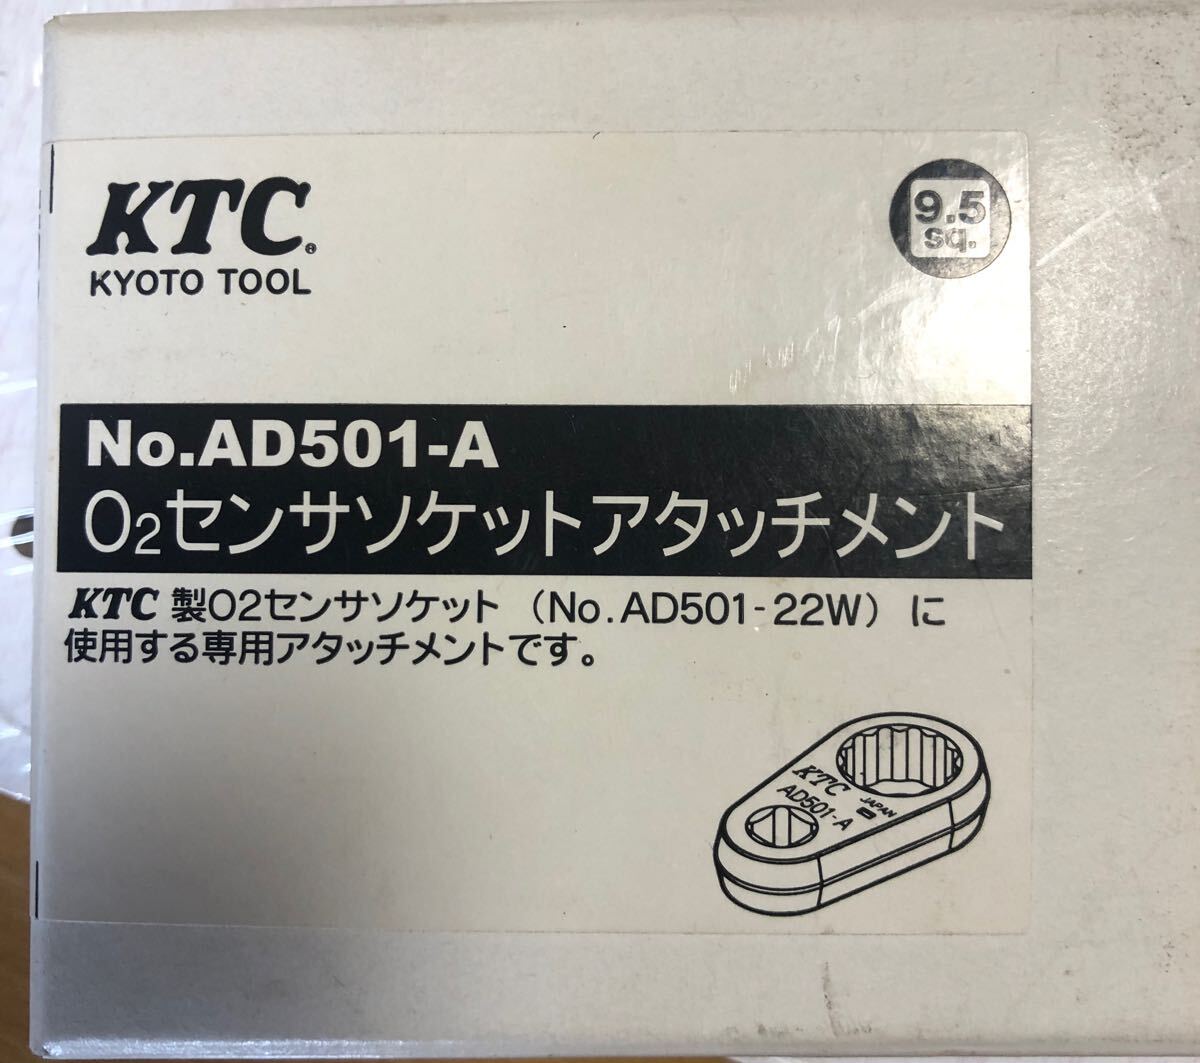 KTC®
KYOTO TOOL
9.5
sq.
No.AD501-A
O2センサソケットアタッチメント
KTC 製O2センサソケット（No.AD501-22W）に
使用する専用アタッチメントです。
KTC
AD501-A
JAPAN